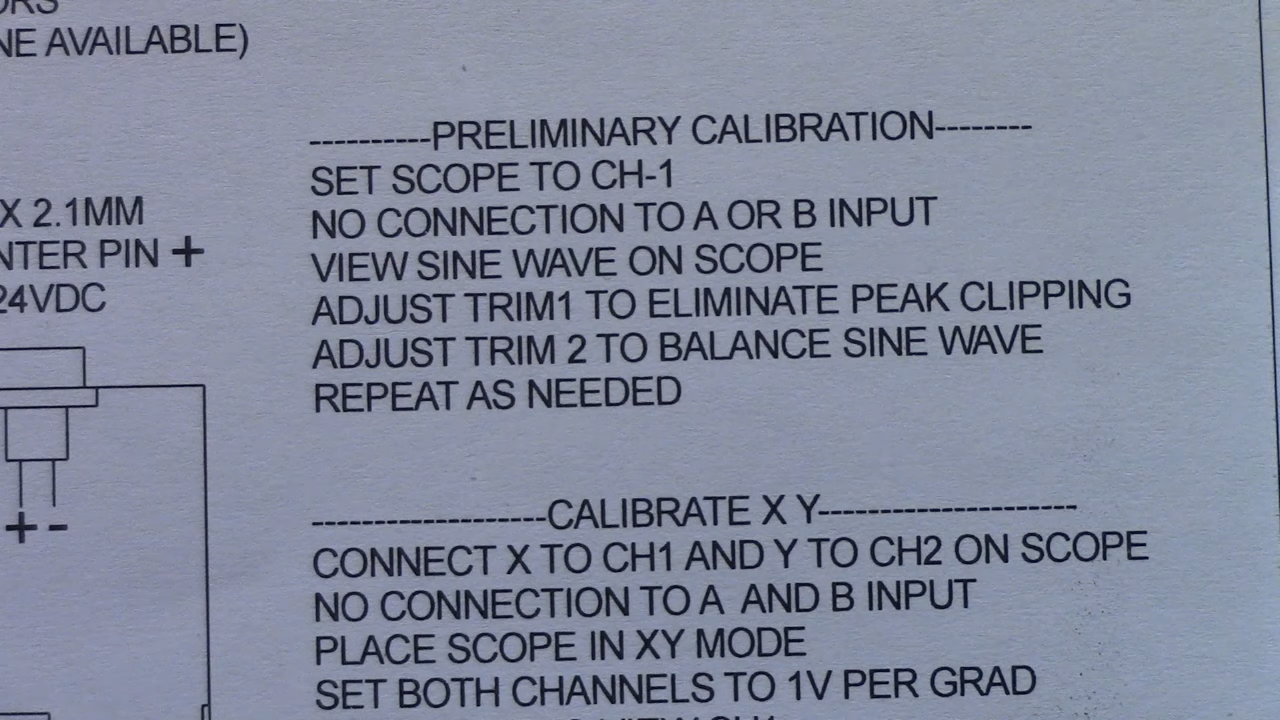 NE AVAILABLE)
X 2.1MM
NTER PIN +
24VDC
+ -
----------PRELIMINARY CALIBRATION--------
SET SCOPE TO CH-1
NO CONNECTION TO A OR B INPUT
VIEW SINE WAVE ON SCOPE
ADJUST TRIM1 TO ELIMINATE PEAK CLIPPING
ADJUST TRIM 2 TO BALANCE SINE WAVE
REPEAT AS NEEDED
-------------------CALIBRATE X Y---------------------
CONNECT X TO CH1 AND Y TO CH2 ON SCOPE
NO CONNECTION TO A  AND B INPUT
PLACE SCOPE IN XY MODE
SET BOTH CHANNELS TO 1V PER GRAD